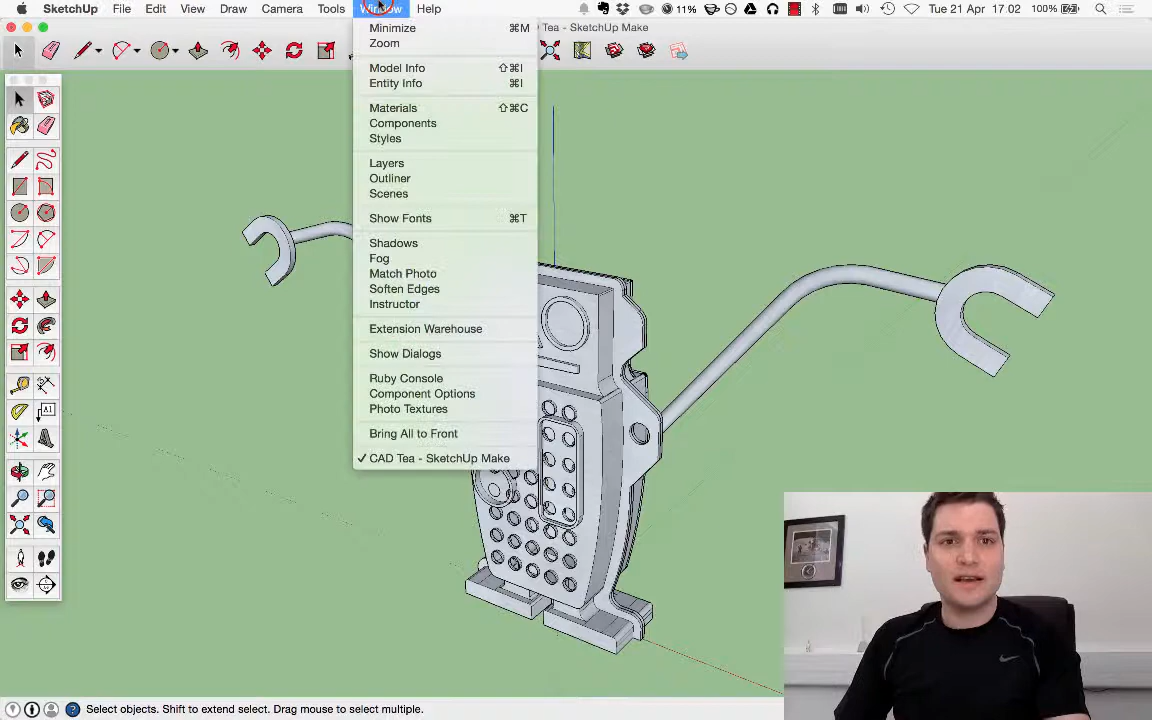 SketchUp File Edit View Draw Camera Tools Window Help 11% 100% Tue 21 Apr 17.02
Tea - SketchUp Make
Minimize ⌘M
Zoom
Model Info ⇧⌘I
Entity Info ⌘I
Materials ⇧⌘C
Components
Styles
Layers
Outliner
Scenes
Show Fonts ⌘T
Shadows
Fog
Match Photo
Soften Edges
Instructor
Extension Warehouse
Show Dialogs
Ruby Console
Component Options
Photo Textures
Bring All to Front
✓ CAD Tea - SketchUp Make
A1
Select objects. Shift to extend select. Drag mouse to select multiple.